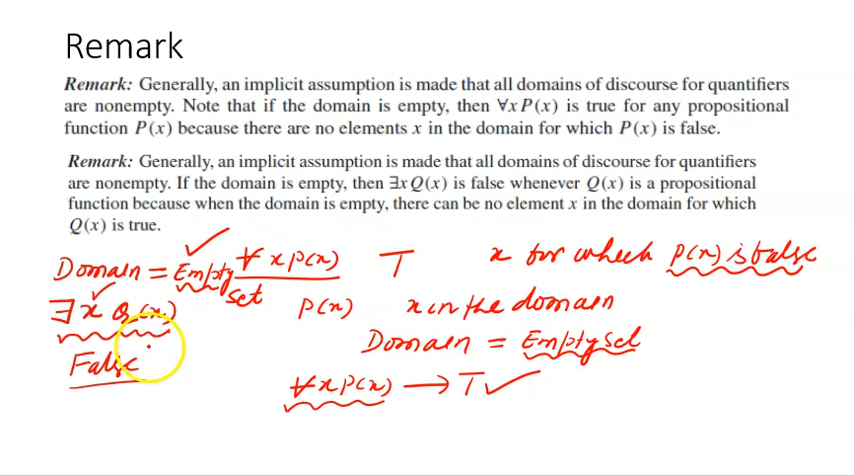 Remark
Remark: Generally, an implicit assumption is made that all domains of discourse for quantifiers
are nonempty. Note that if the domain is empty, then ∀xP(x) is true for any propositional
function P(x) because there are no elements x in the domain for which P(x) is false.
Remark: Generally, an implicit assumption is made that all domains of discourse for quantifiers
are nonempty. If the domain is empty, then ∃xQ(x) is false whenever Q(x) is a propositional
function because when the domain is empty, there can be no element x in the domain for which
Q(x) is true.
Domain = Empty set ∀xP(x) T x for which P(x) is false
∃x Q(x) P(x) x in the domain
Domain = Empty set
False
∀xP(x) → T ✓